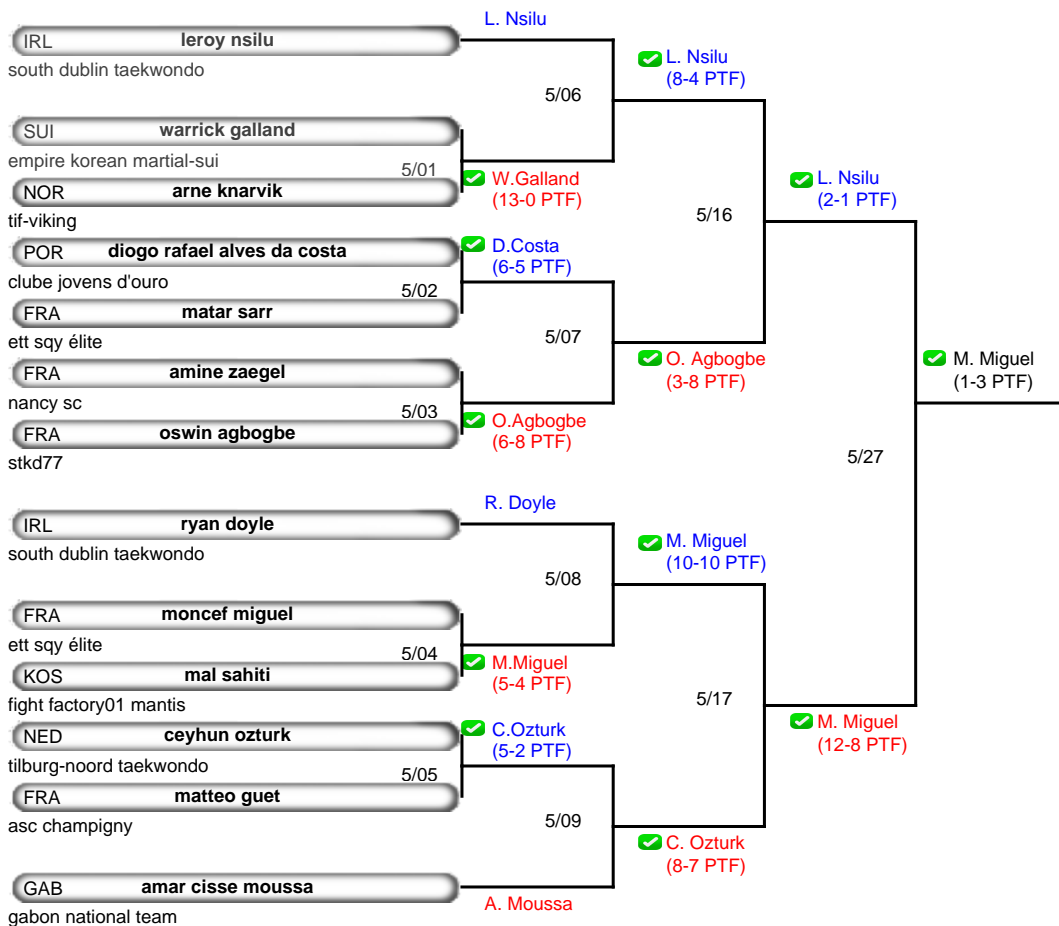 L. Nsilu
IRL leroy nsilu
south dublin taekwondo
L. Nsilu
(8-4 PTF)
5/06
SUI warrick galland
empire korean martial-sui
5/01
W.Galland
(13-0 PTF)
NOR arne knarvik
tif-viking
L. Nsilu
(2-1 PTF)
5/16
POR diogo rafael alves da costa
clube jovens d'ouro
D.Costa
(6-5 PTF)
5/02
FRA matar sarr
ett sqy élite
5/07
FRA amine zaegel
nancy sc
O. Agbogbe
(3-8 PTF)
M. Miguel
(1-3 PTF)
5/03
O.Agbogbe
(6-8 PTF)
FRA oswin agbogbe
stkd77
5/27
R. Doyle
IRL ryan doyle
south dublin taekwondo
M. Miguel
(10-10 PTF)
5/08
FRA moncef miguel
ett sqy élite
5/04
M.Miguel
(5-4 PTF)
KOS mal sahiti
fight factory01 mantis
5/17
M. Miguel
(12-8 PTF)
NED ceyhun ozturk
tilburg-noord taekwondo
C.Ozturk
(5-2 PTF)
5/05
FRA matteo guet
asc champigny
5/09
C. Ozturk
(8-7 PTF)
GAB amar cisse moussa
gabon national team
A. Moussa